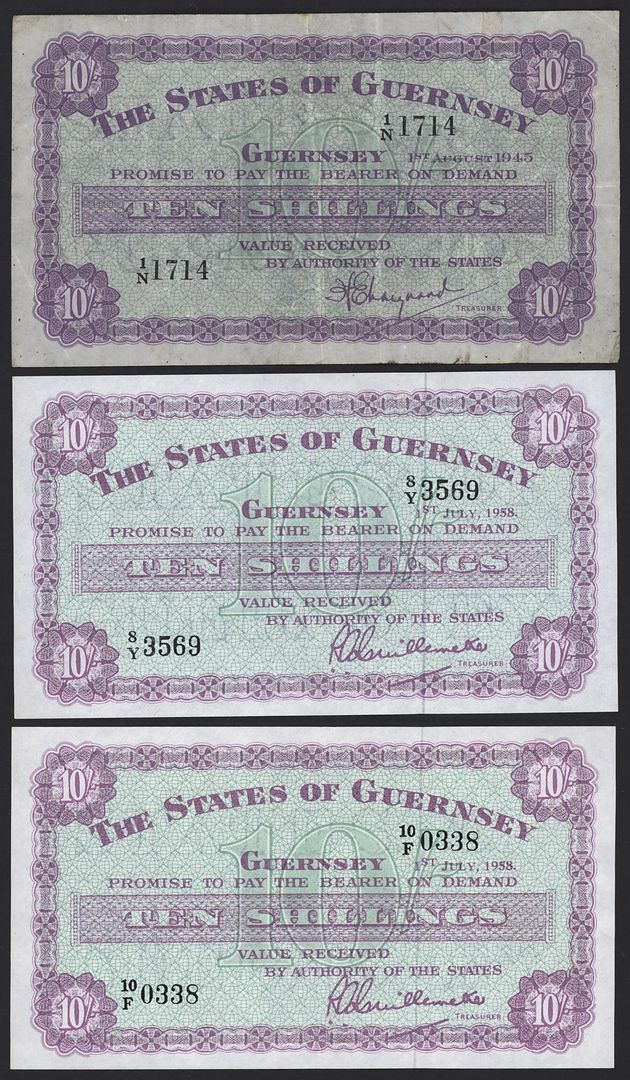 10/- 10/-
THE STATES OF GUERNSEY
1/N 1714
GUERNSEY 1ST AUGUST 1945
PROMISE TO PAY THE BEARER ON DEMAND
10
TEN SHILLINGS
VALUE RECEIVED
1/N 1714 BY AUTHORITY OF THE STATES
TREASURER.
10/- 10/-
10/- 10/-
THE STATES OF GUERNSEY
8/Y 3569
GUERNSEY 1ST JULY, 1958.
PROMISE TO PAY THE BEARER ON DEMAND
10
TEN SHILLINGS
VALUE RECEIVED
BY AUTHORITY OF THE STATES
8/Y 3569
TREASURER.
10/- 10/-
10/- 10/-
THE STATES OF GUERNSEY
10/F 0338
GUERNSEY 1ST JULY, 1958.
PROMISE TO PAY THE BEARER ON DEMAND
10
TEN SHILLINGS
VALUE RECEIVED
BY AUTHORITY OF THE STATES
10/F 0338
TREASURER.
10/- 10/-